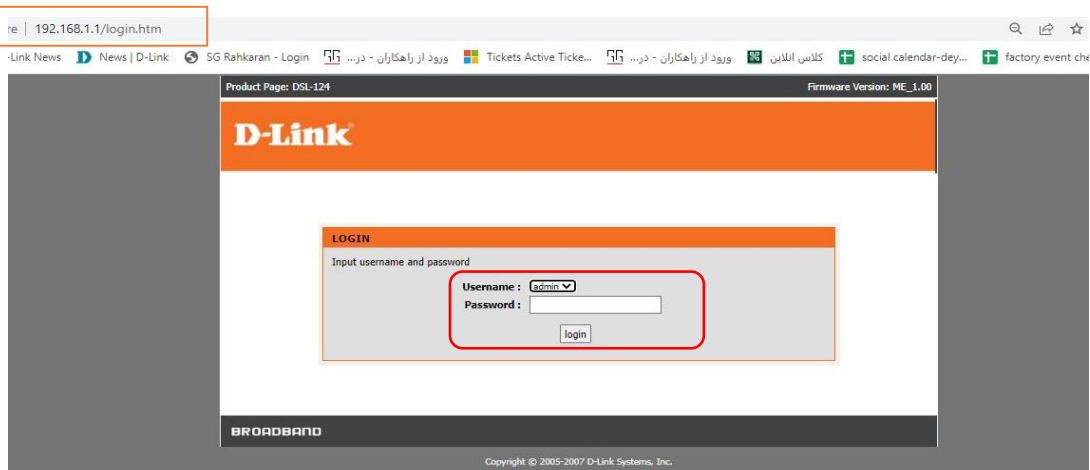 re | 192.168.1.1/login.htm
-Link News News | D-Link SG Rahkaran - Login ورود از راهکاران - در... Tickets Active Ticke... ورود از راهکاران - در... کلاس انلاین social calendar-dey... factory event che
Product Page: DSL-124 Firmware Version: ME_1.00
D-Link
LOGIN
Input username and password
Username : admin
Password :
login
BROADBAND
Copyright © 2005-2007 D-Link Systems, Inc.